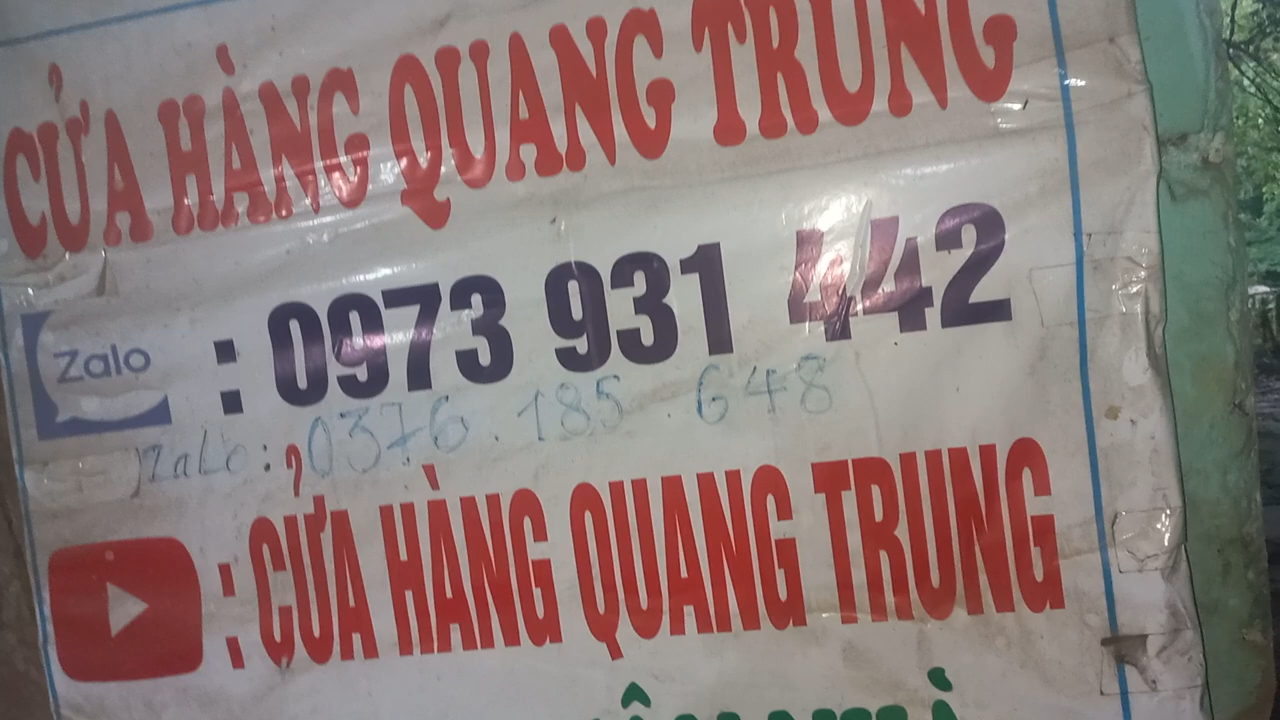 CỬA HÀNG QUANG TRUNG
Zalo : 0973 931 442
Zalo: 0376.185.648
: CỬA HÀNG QUANG TRUNG